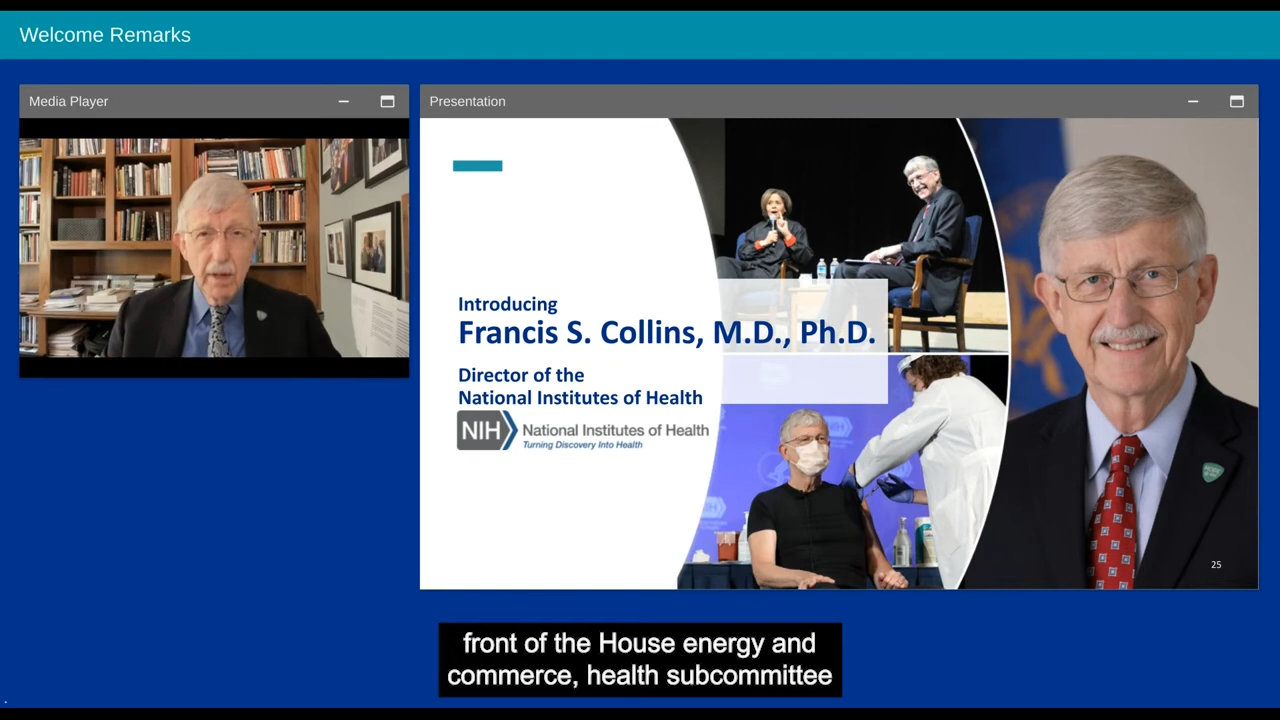 Welcome Remarks
Media Player
Presentation
Introducing
Francis S. Collins, M.D., Ph.D.
Director of the
National Institutes of Health
NIH National Institutes of Health
Turning Discovery Into Health
25
front of the House energy and
commerce, health subcommittee